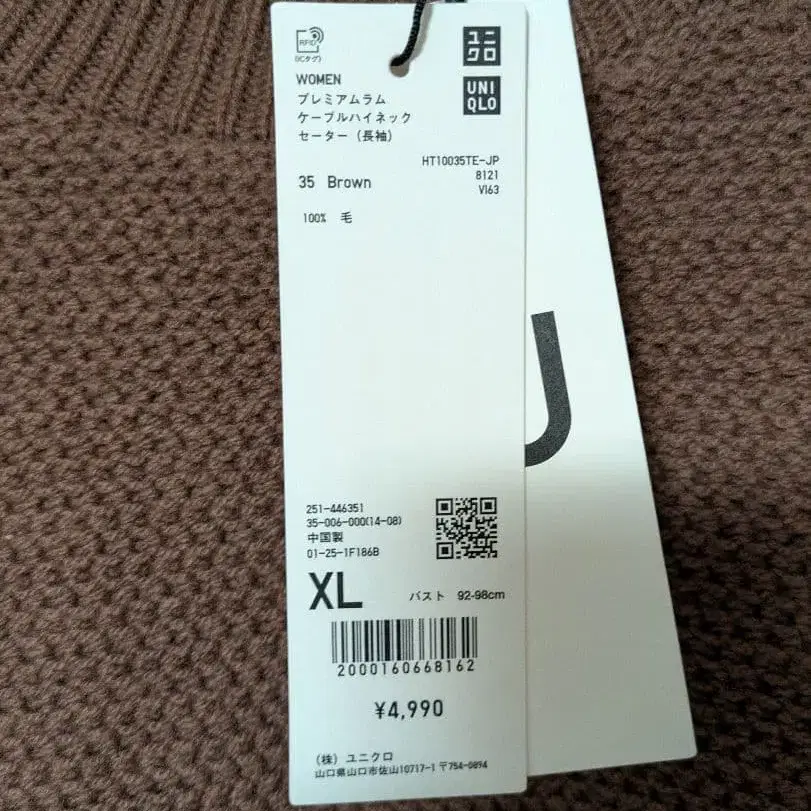 RFID
(ICタグ)
ユニ
クロ
UNI
QLO
WOMEN
プレミアムラム
ケーブルハイネック
セーター（長袖）
HT10035TE-JP
35 Brown
8121
VI63
100% 毛
U
251-446351
35-006-000(14-08)
中国製
01-25-1F186B
XL バスト 92-98cm
2000160668162
¥4,990
（株）ユニクロ
山口県山口市佐山10717-1 〒754-0894